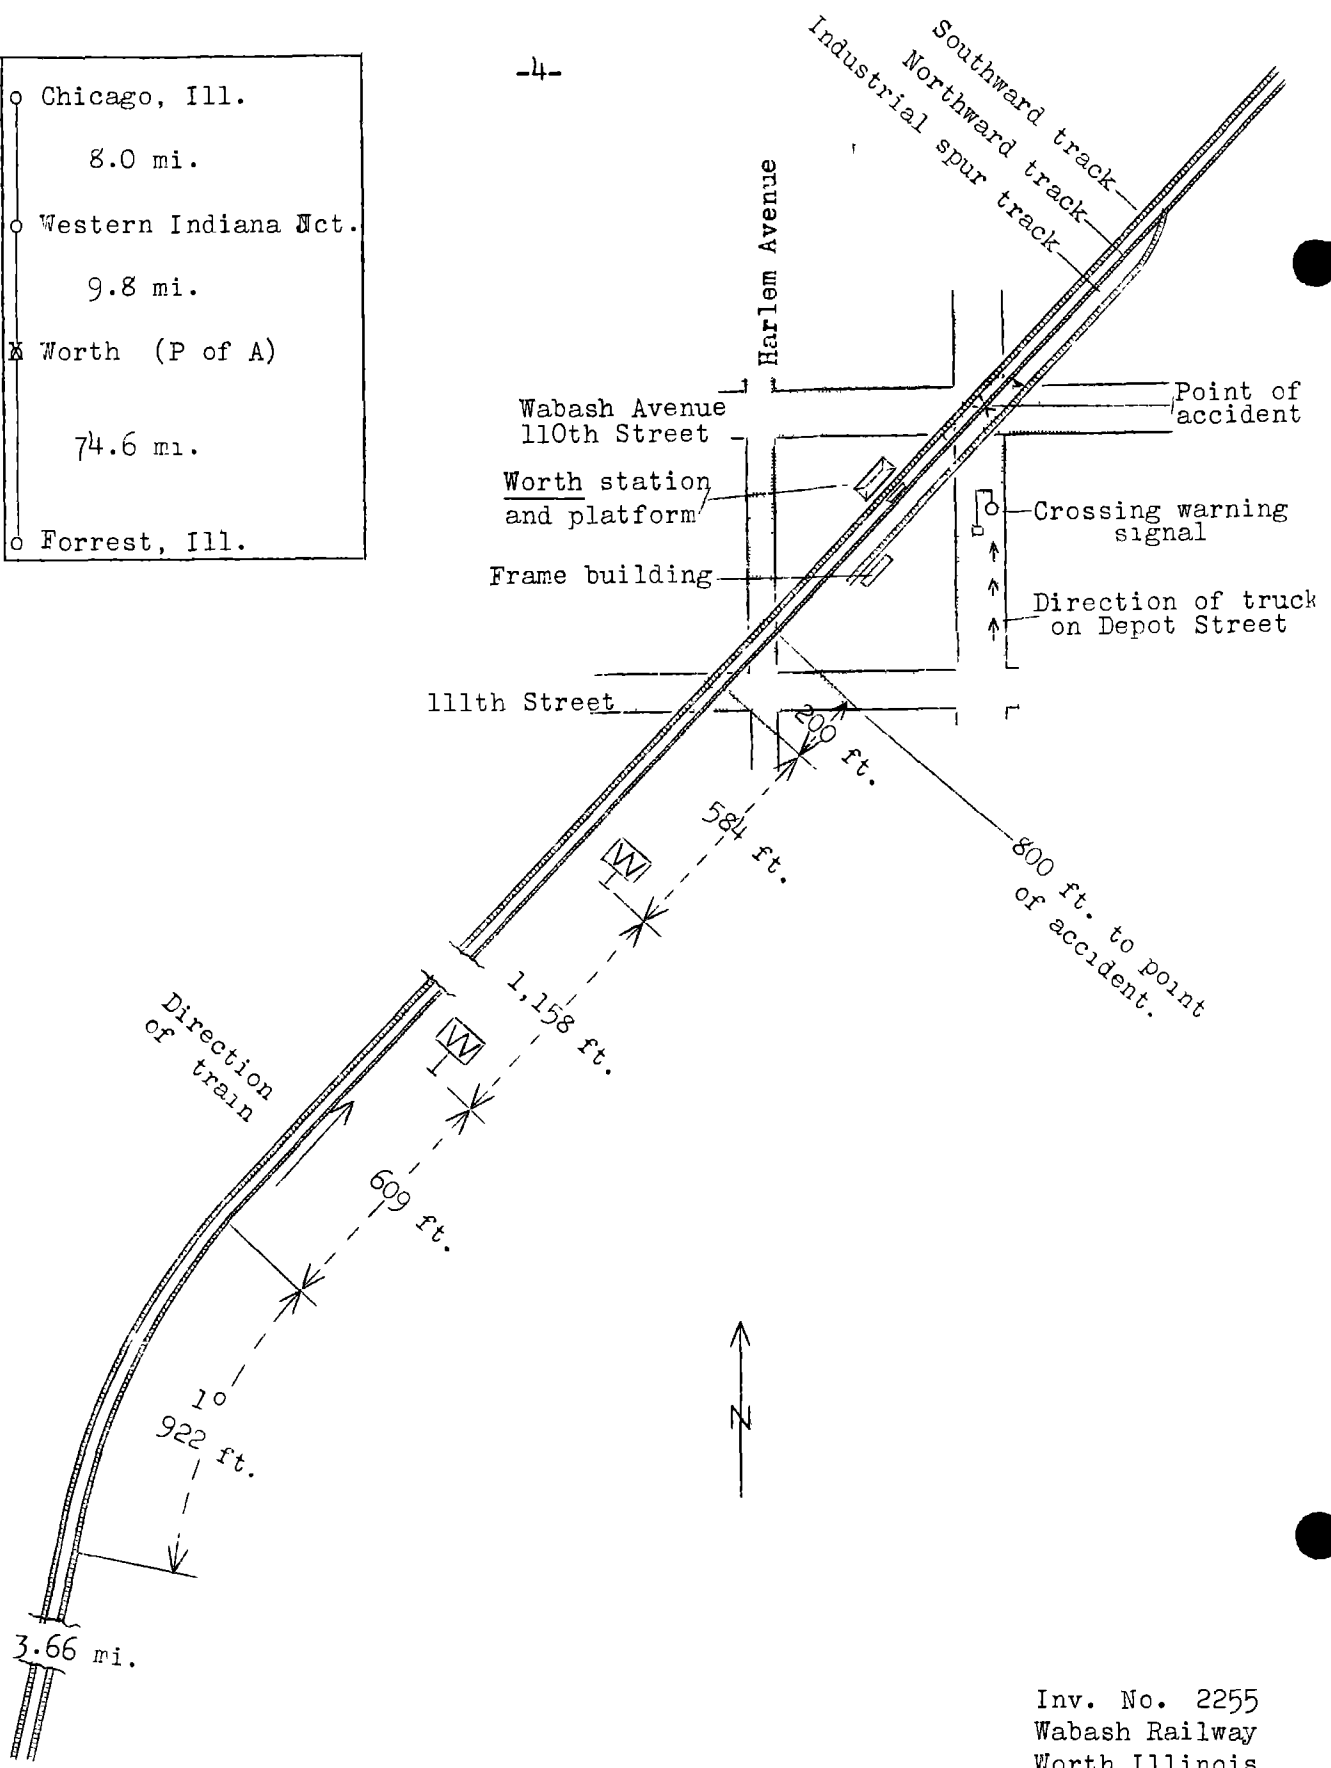 -4-
Chicago, Ill.
8.0 mi.
Western Indiana Jct.
9.8 mi.
Worth (P of A)
74.6 mi.
Forrest, Ill.
Southward track
Northward track
Industrial spur track
Harlem Avenue
Wabash Avenue
110th Street
Point of
accident
Worth station
and platform
Crossing warning
signal
Frame building
Direction of truck
on Depot Street
111th Street
200 ft.
584 ft.
W
800 ft. to point
of accident.
1,158 ft.
W
Direction
of train
609 ft.
1°
922 ft.
N
3.66 mi.
Inv. No. 2255
Wabash Railway
Worth Illinois